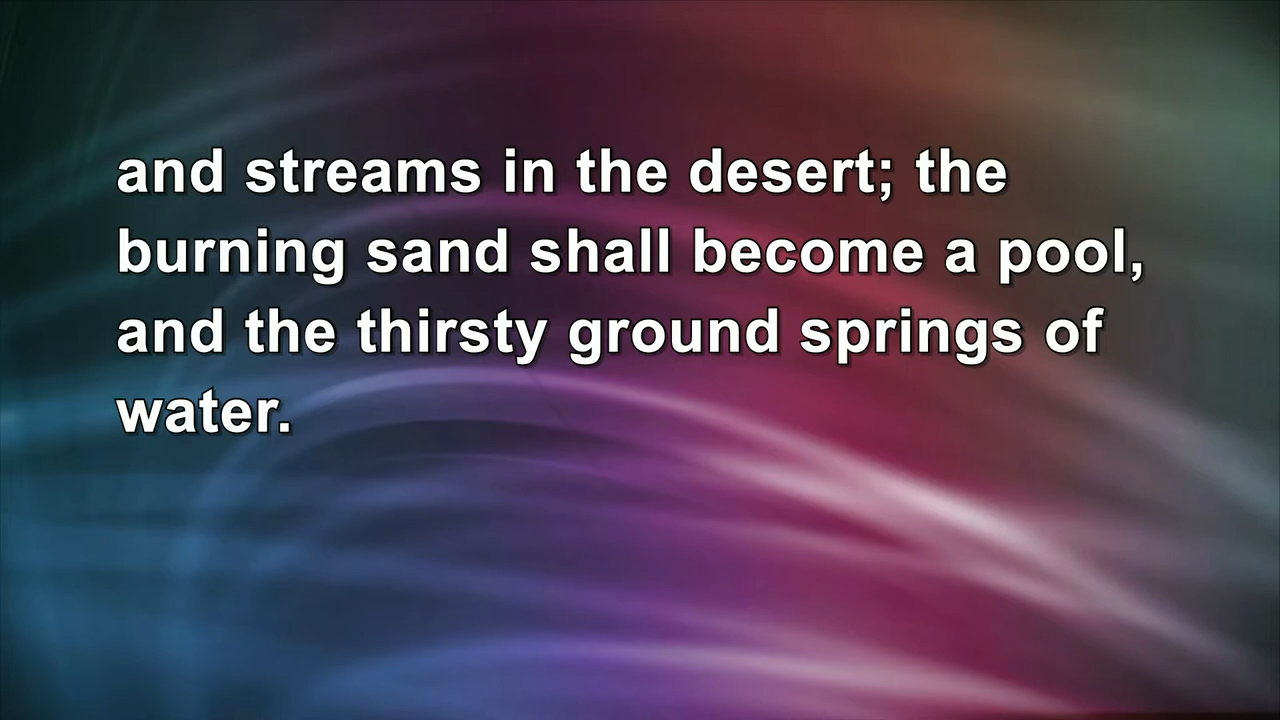 and streams in the desert; the
burning sand shall become a pool,
and the thirsty ground springs of
water.